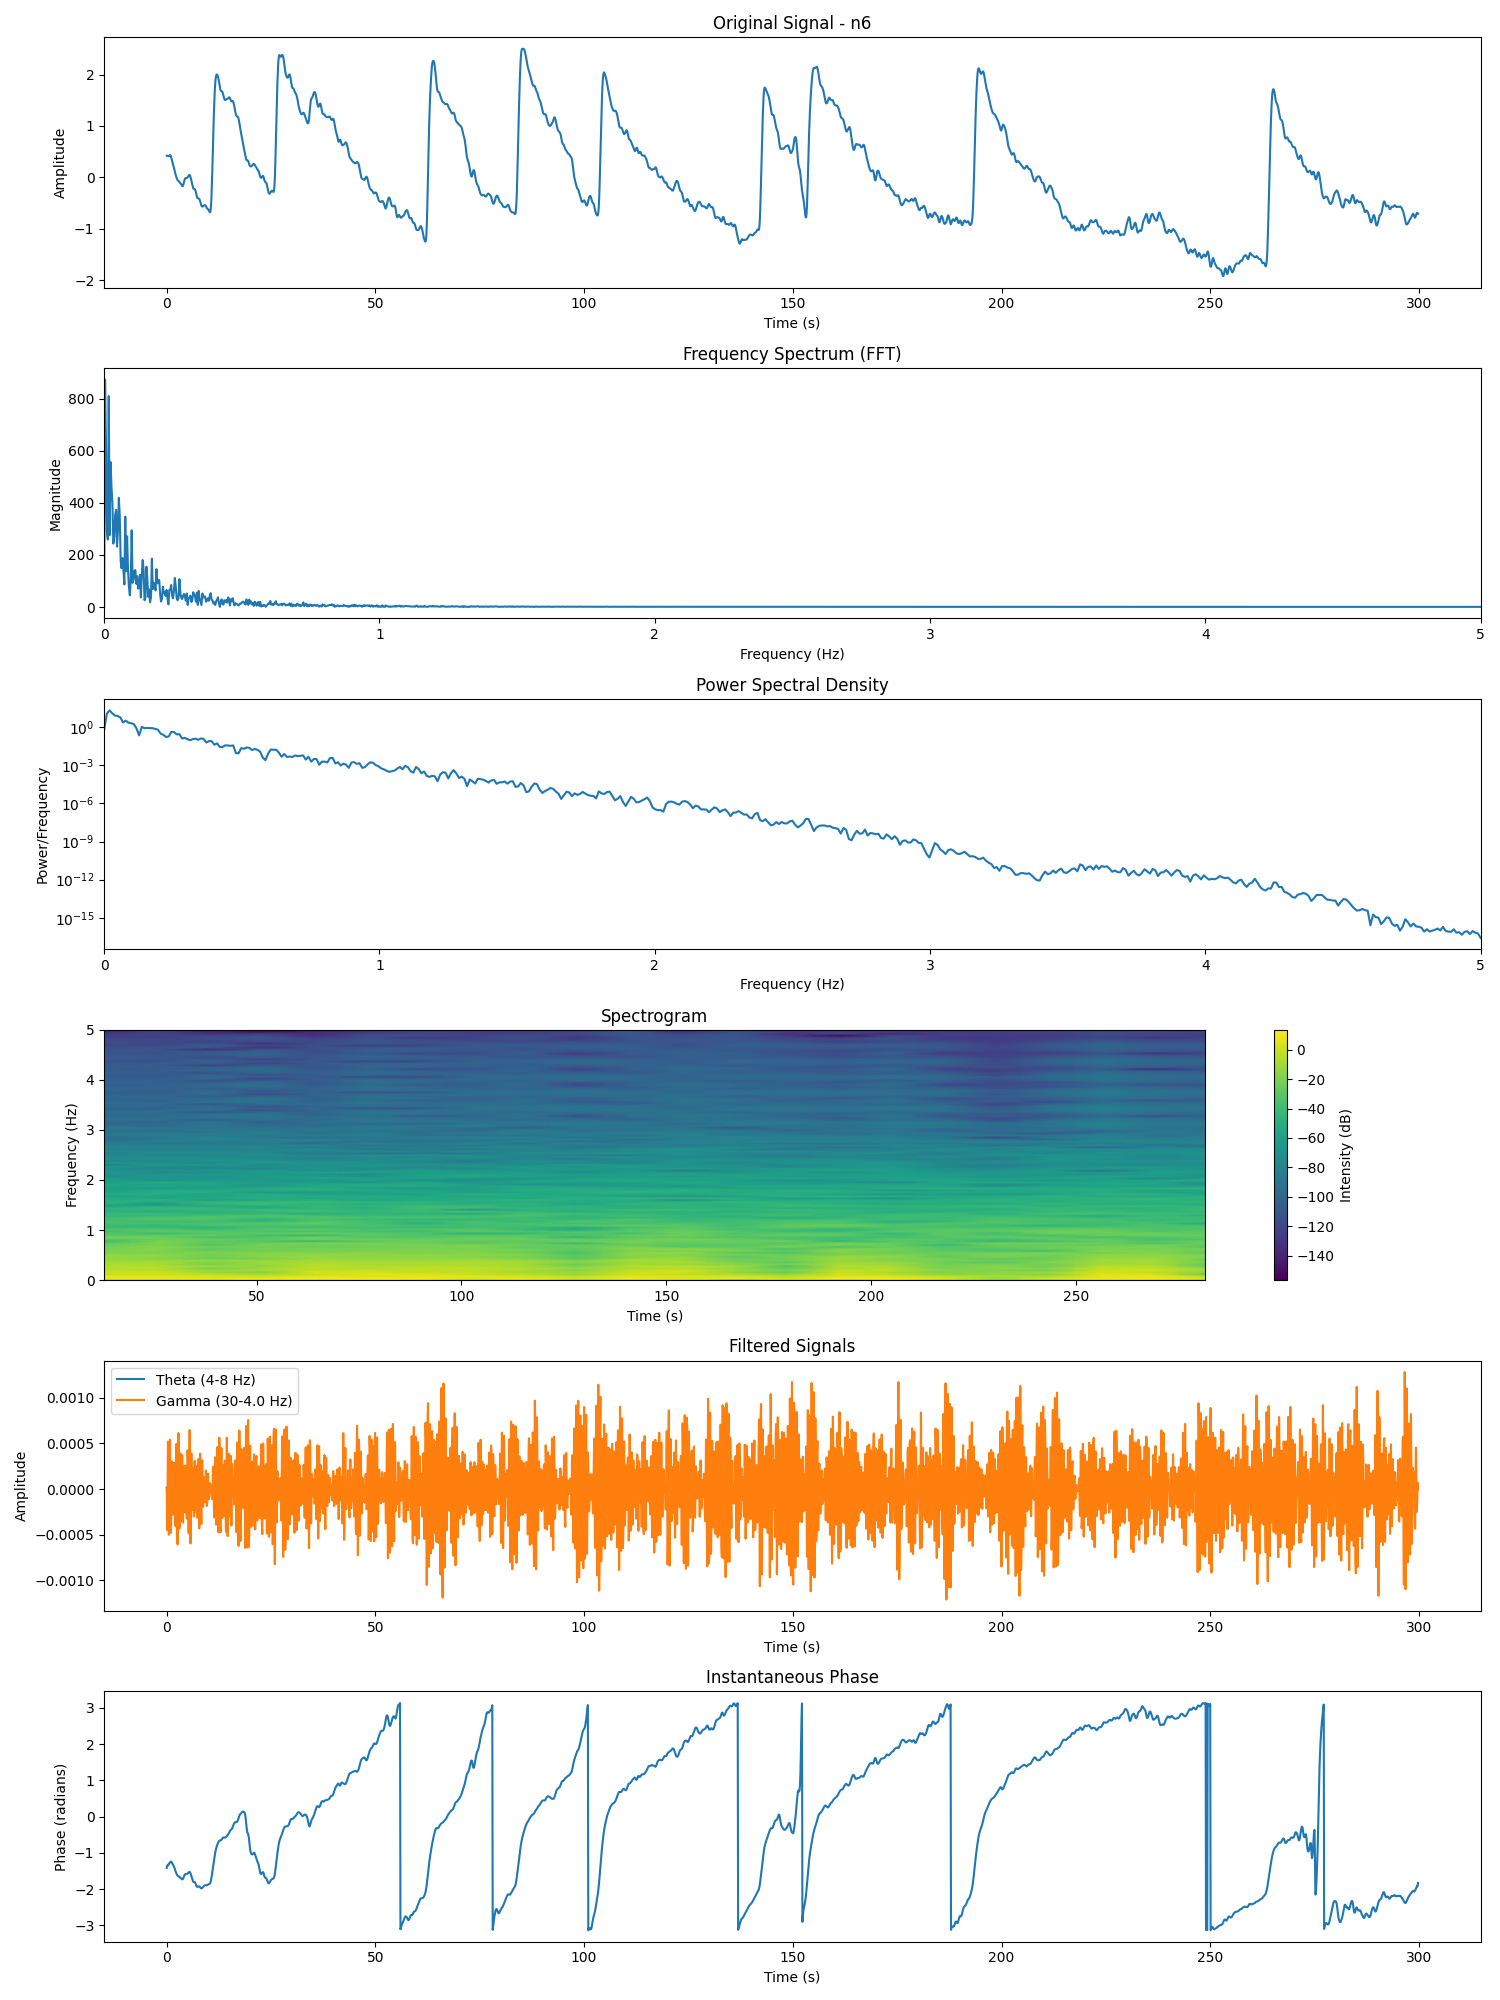 Original Signal - n6
2
1
0
−1
−2
Amplitude
0 50 100 150 200 250 300
Time (s)
Frequency Spectrum (FFT)
800
600
400
200
0
Magnitude
0 1 2 3 4 5
Frequency (Hz)
Power Spectral Density
10⁰
10⁻³
10⁻⁶
10⁻⁹
10⁻¹²
10⁻¹⁵
Power/Frequency
0 1 2 3 4 5
Frequency (Hz)
Spectrogram
5
4
3
2
1
0
Frequency (Hz)
50 100 150 200 250
Time (s)
0
−20
−40
−60
−80
−100
−120
−140
Intensity (dB)
Filtered Signals
Theta (4-8 Hz)
Gamma (30-4.0 Hz)
0.0010
0.0005
0.0000
−0.0005
−0.0010
Amplitude
0 50 100 150 200 250 300
Time (s)
Instantaneous Phase
3
2
1
0
−1
−2
−3
Phase (radians)
0 50 100 150 200 250 300
Time (s)